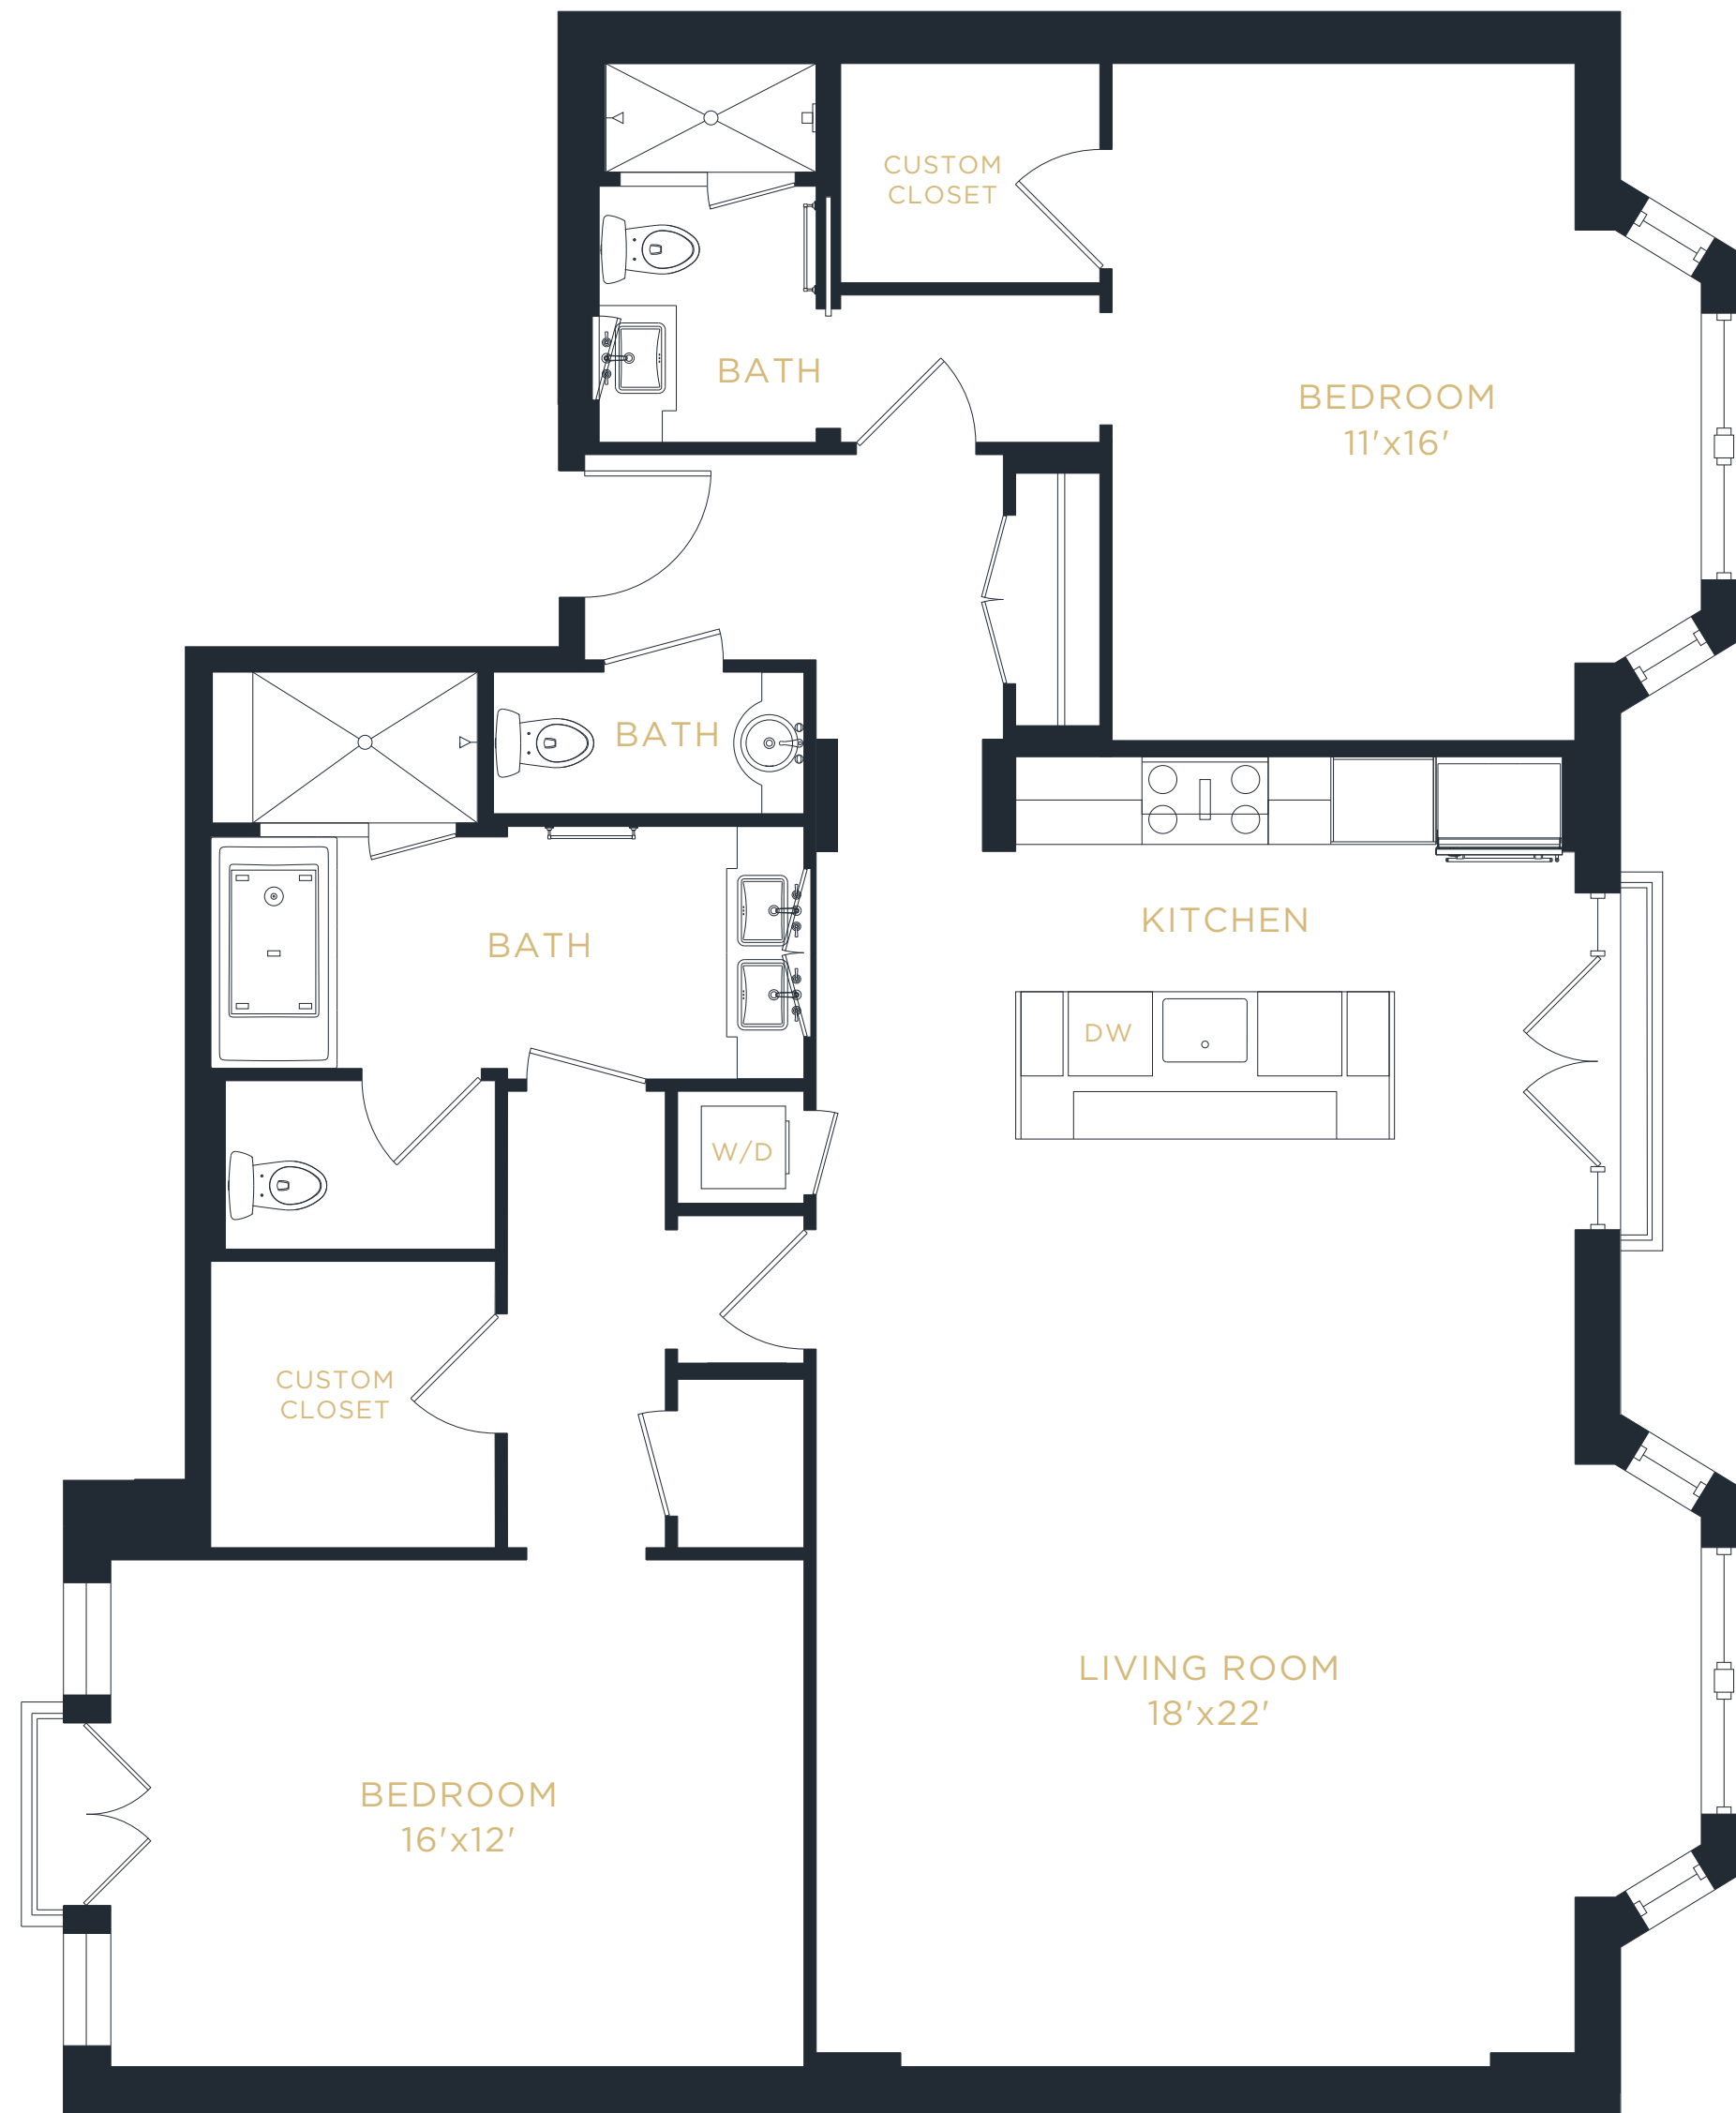 CUSTOM
CLOSET
BATH
BEDROOM
11'x16'
BATH
BATH
KITCHEN
DW
W/D
CUSTOM
CLOSET
LIVING ROOM
18'x22'
BEDROOM
16'x12'